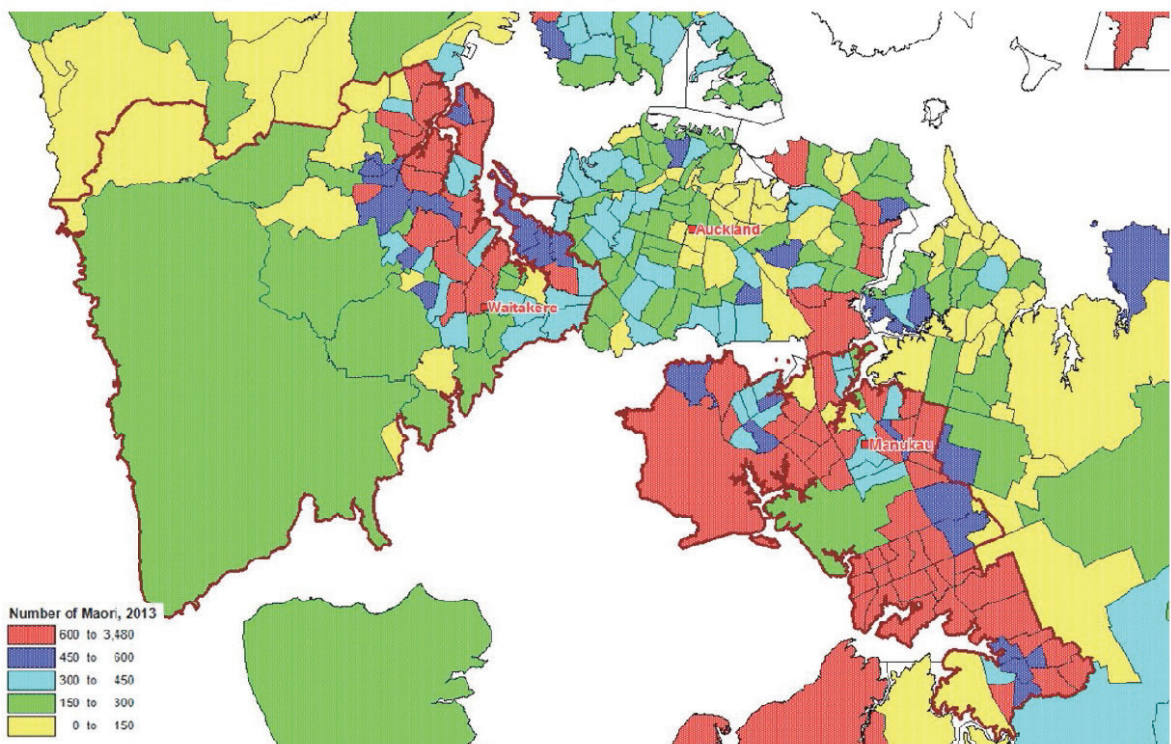 Auckland
Waitakere
Manukau
Number of Maori, 2013
600 to 3,480
450 to 600
300 to 450
150 to 300
0 to 150